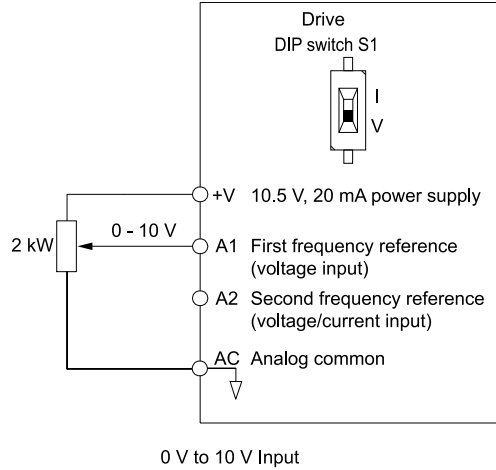 Drive
DIP switch S1
I
V
+V 10.5 V, 20 mA power supply
0 - 10 V
2 kW
A1 First frequency reference
(voltage input)
A2 Second frequency reference
(voltage/current input)
AC Analog common
0 V to 10 V Input